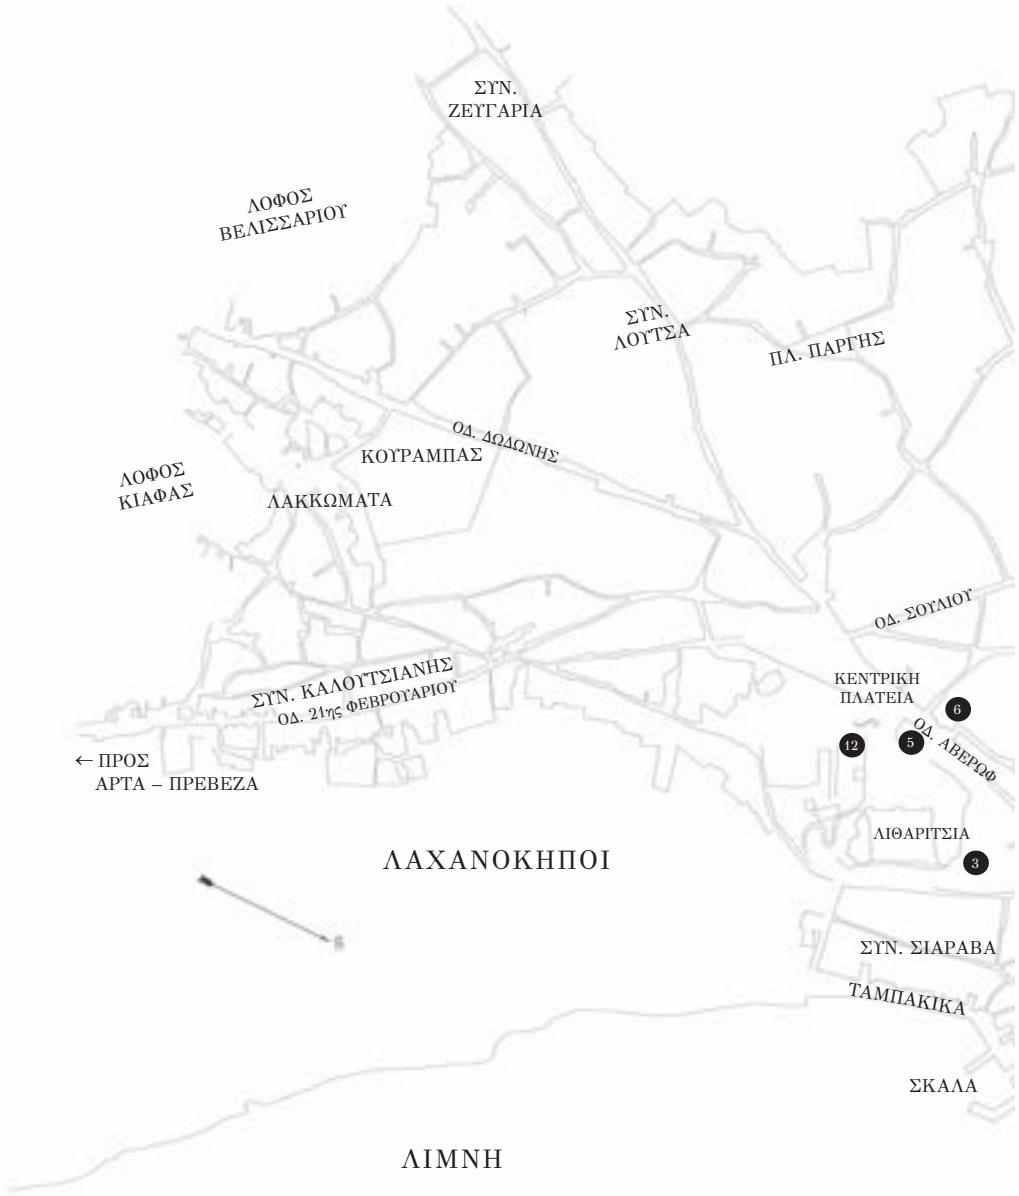 ΣΥΝ.
ΖΕΥΓΑΡΙΑ
ΛΟΦΟΣ
ΒΕΛΙΣΣΑΡΙΟΥ
ΣΥΝ.
ΛΟΥΤΣΑ
ΠΛ. ΠΑΡΓΗΣ
ΟΔ. ΔΩΔΩΝΗΣ
ΚΟΥΡΑΜΠΑΣ
ΛΟΦΟΣ
ΚΙΑΦΑΣ
ΛΑΚΚΩΜΑΤΑ
ΟΔ. ΣΟΥΛΙΟΥ
ΣΥΝ. ΚΑΛΟΥΤΣΙΑΝΗΣ
ΟΔ. 21ης ΦΕΒΡΟΥΑΡΙΟΥ
ΚΕΝΤΡΙΚΗ
ΠΛΑΤΕΙΑ
6
5
12
ΟΔ. ΑΒΕΡΩΦ
← ΠΡΟΣ
ΑΡΤΑ – ΠΡΕΒΕΖΑ
ΛΙΘΑΡΙΤΣΙΑ
3
ΛΑΧΑΝΟΚΗΠΟΙ
ΣΥΝ. ΣΙΑΡΑΒΑ
ΤΑΜΠΑΚΙΚΑ
ΣΚΑΛΑ
ΛΙΜΝΗ